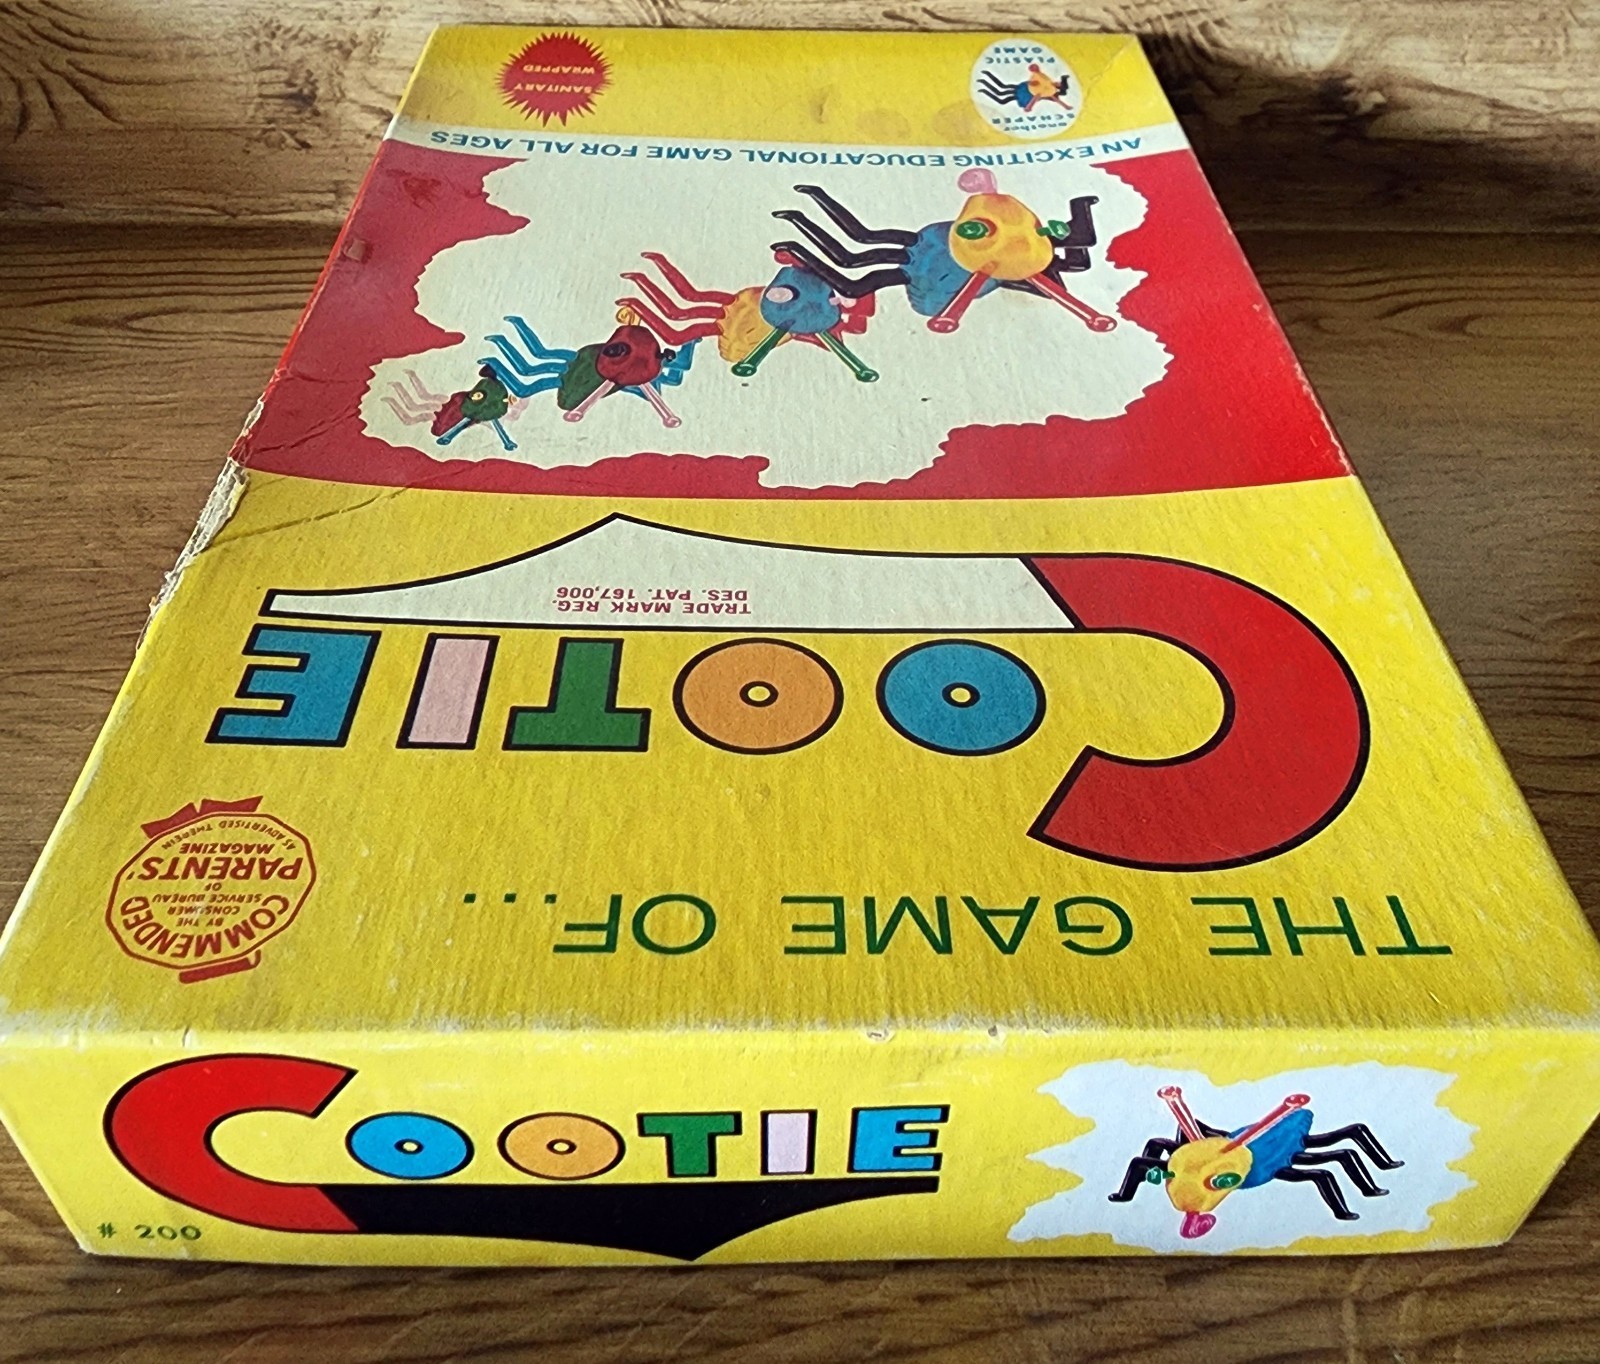 THE GAME OF...
COOTIE
TRADE MARK REG.
DES. PAT. 167,006
COMMENDED
BY THE
CONSUMER
SERVICE BUREAU
OF
PARENTS'
MAGAZINE
AS ADVERTISED THEREIN
AN EXCITING EDUCATIONAL GAME FOR ALL AGES
another
SCHAPER
PLASTIC
GAME
SANITARY
WRAPPED
COOTIE
# 200